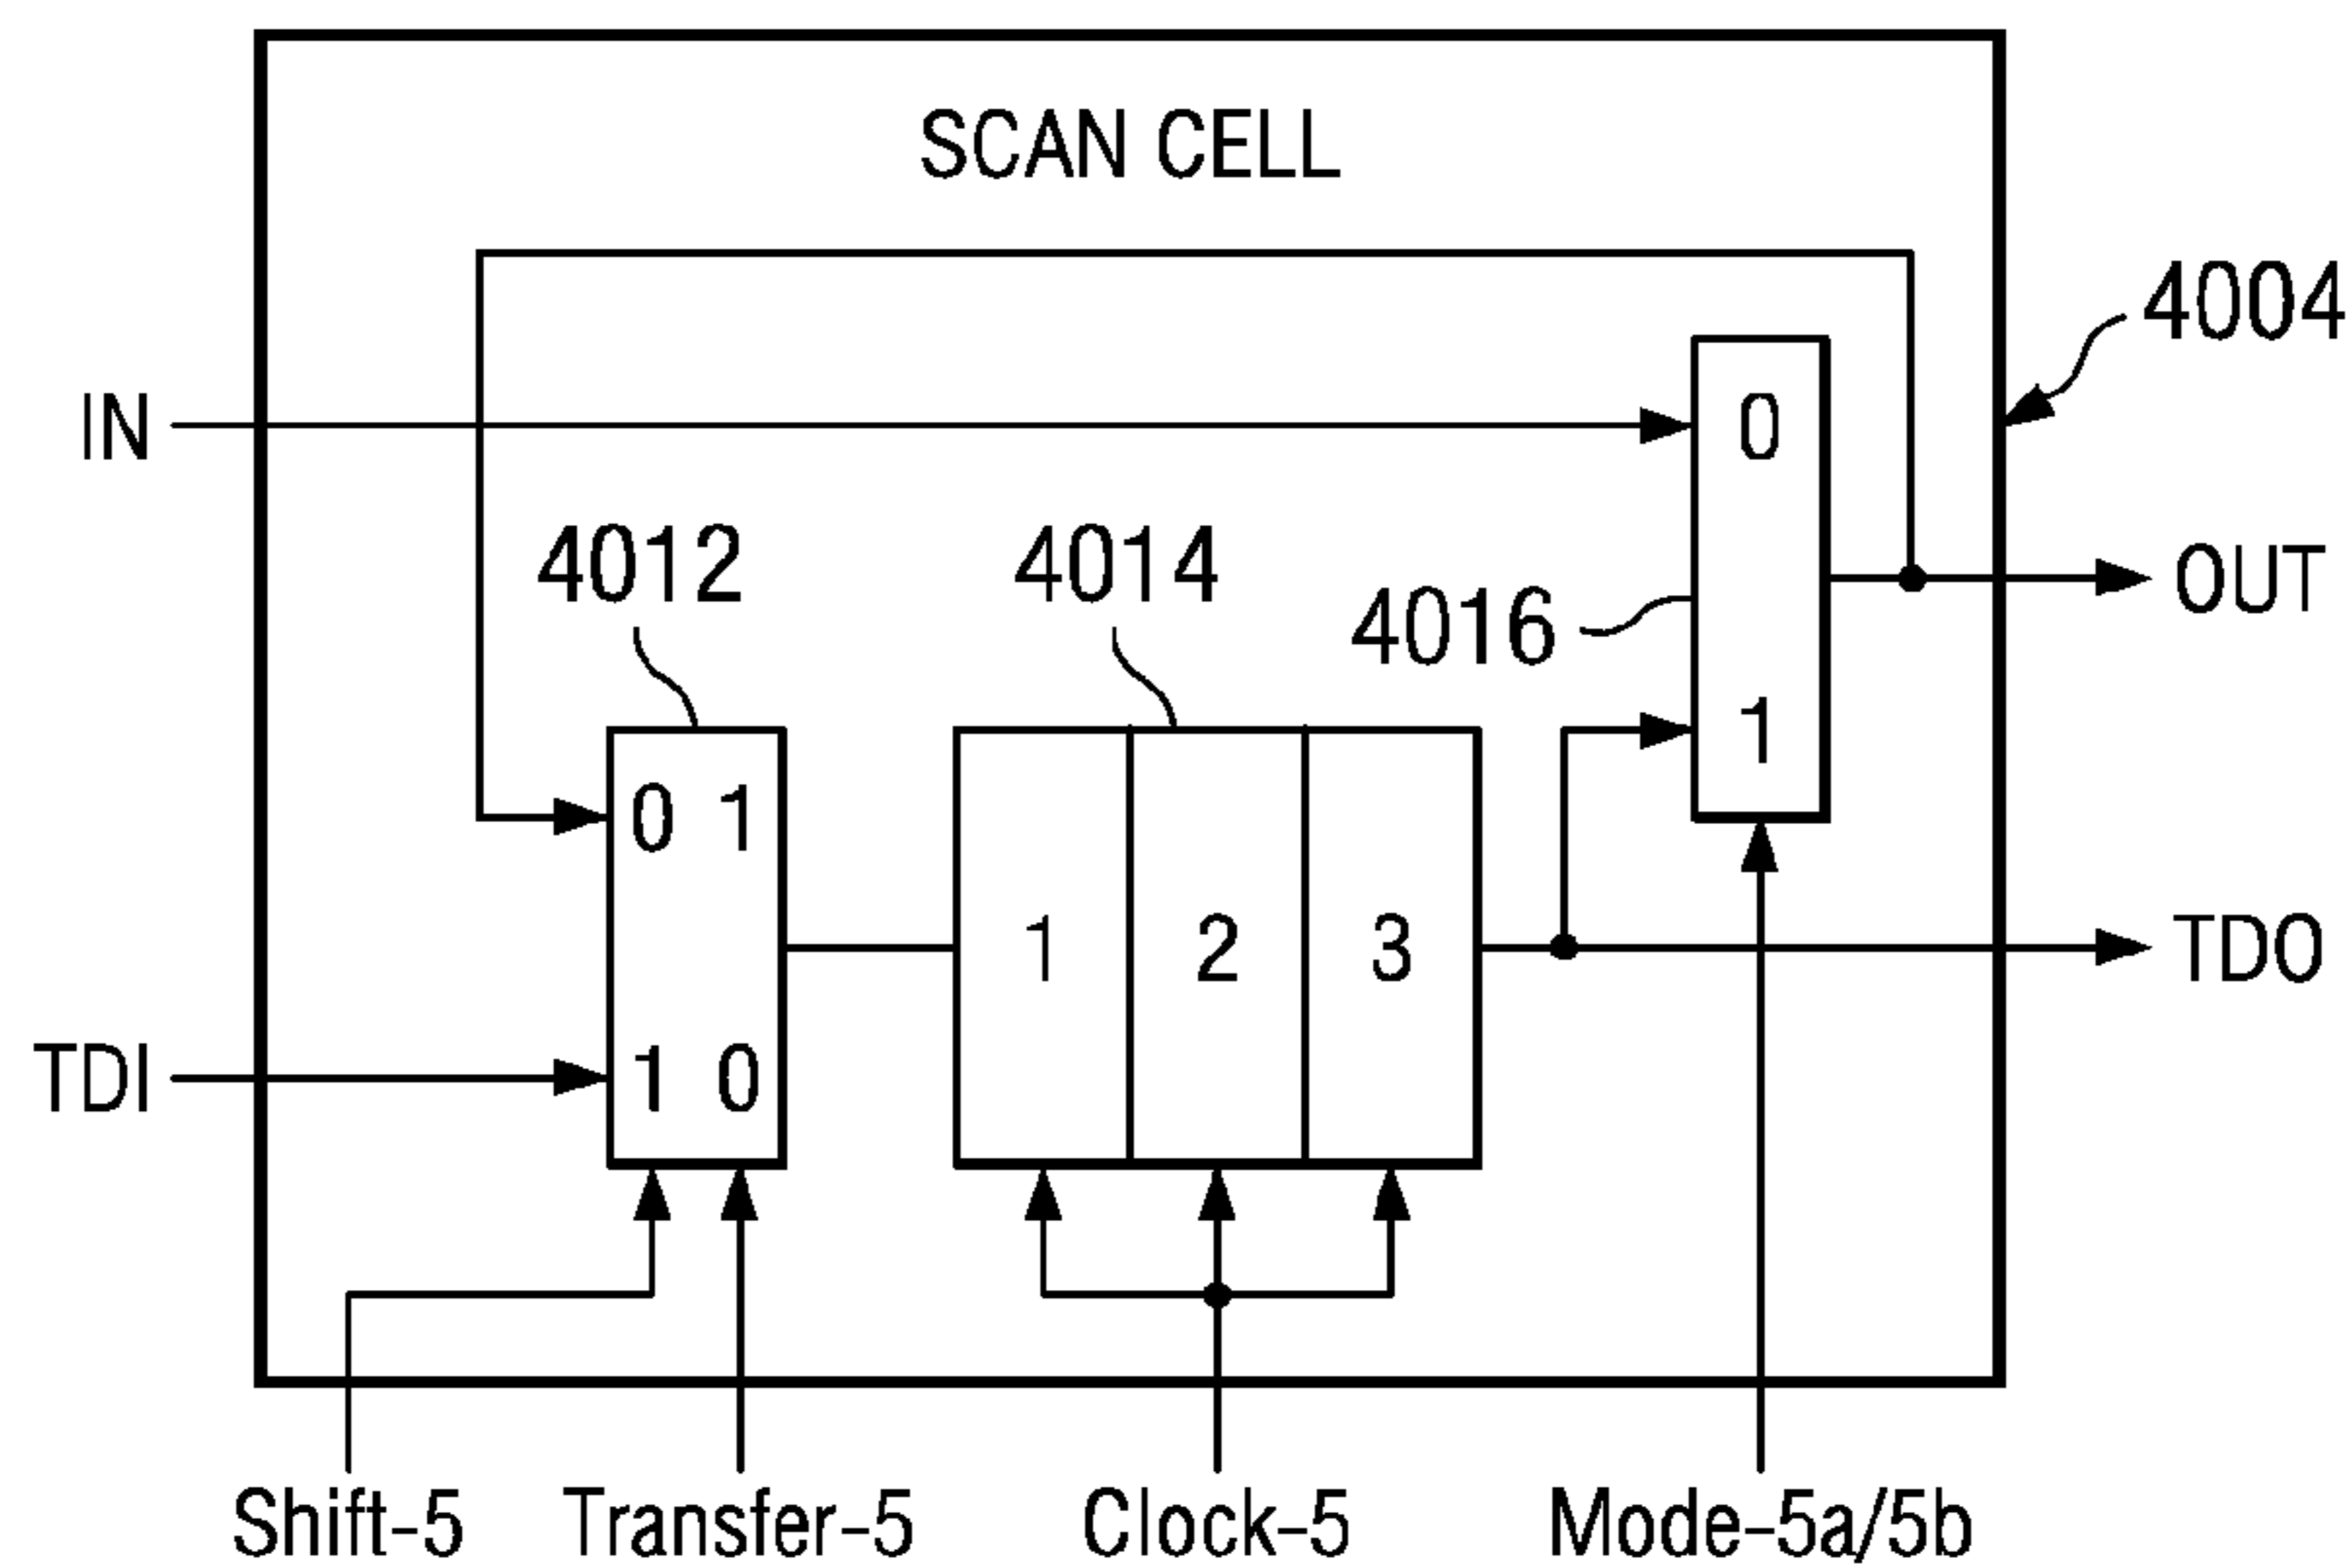 SCAN CELL
4004
IN
0
4012
4014
4016
OUT
1
0 1
1
2
3
TDO
TDI
1 0
Shift-5
Transfer-5
Clock-5
Mode-5a/5b